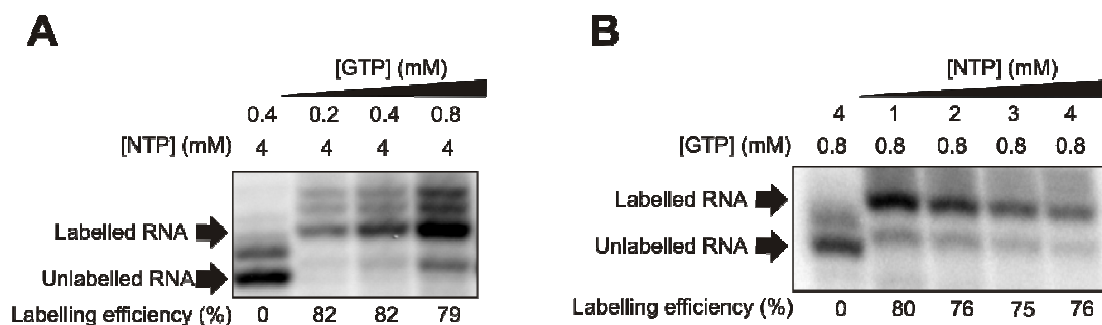 A
[GTP] (mM)
0.4 0.2 0.4 0.8
[NTP] (mM) 4 4 4 4
Labelled RNA
Unlabelled RNA
Labelling efficiency (%) 0 82 82 79
B
[NTP] (mM)
4 1 2 3 4
[GTP] (mM) 0.8 0.8 0.8 0.8 0.8
Labelled RNA
Unlabelled RNA
Labelling efficiency (%) 0 80 76 75 76